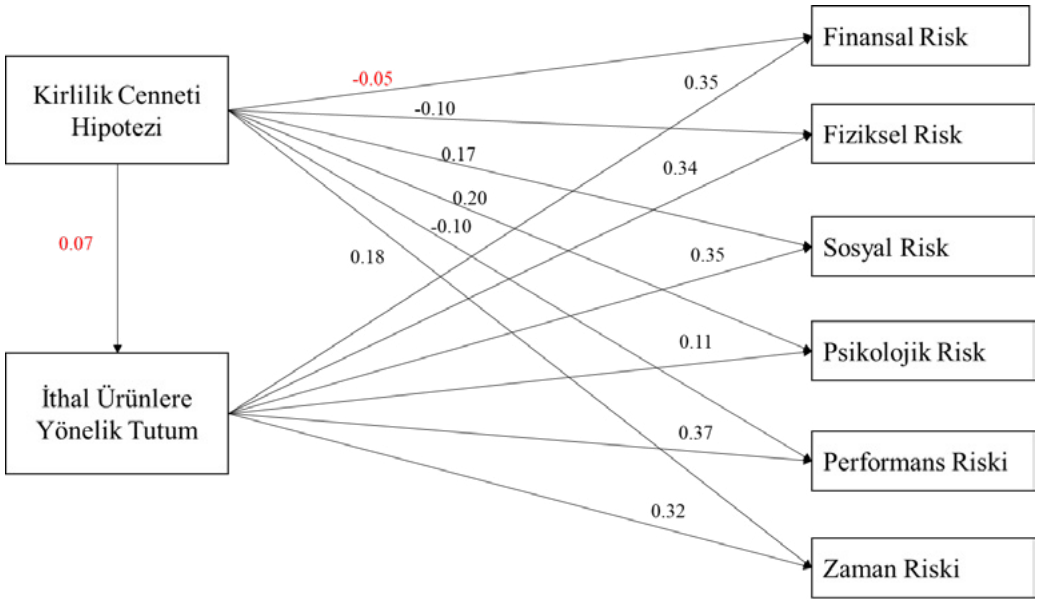 Finansal Risk
-0.05
0.35
Kirlilik Cenneti
Hipotezi
-0.10
Fiziksel Risk
0.17
0.34
0.20
-0.10
0.07
0.18
0.35
Sosyal Risk
0.11
Psikolojik Risk
İthal Ürünlere
Yönelik Tutum
0.37
Performans Riski
0.32
Zaman Riski